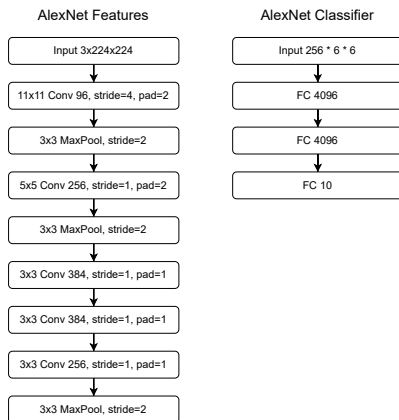 AlexNet Features
Input 3x224x224
11x11 Conv 96, stride=4, pad=2
3x3 MaxPool, stride=2
5x5 Conv 256, stride=1, pad=2
3x3 MaxPool, stride=2
3x3 Conv 384, stride=1, pad=1
3x3 Conv 384, stride=1, pad=1
3x3 Conv 256, stride=1, pad=1
3x3 MaxPool, stride=2
AlexNet Classifier
Input 256 * 6 * 6
FC 4096
FC 4096
FC 10